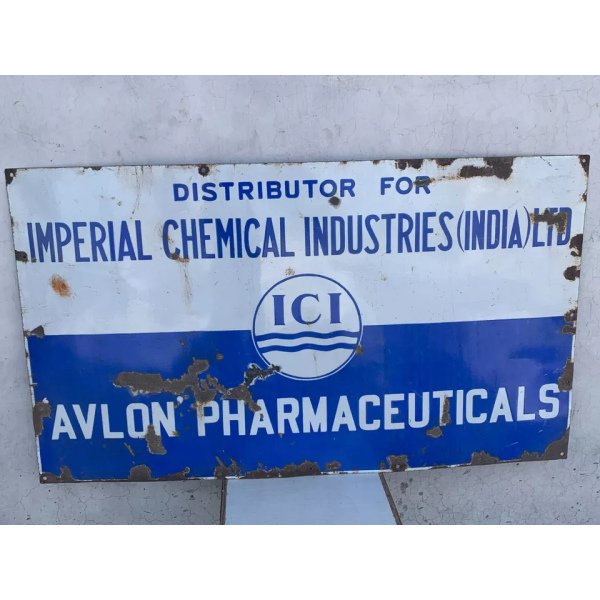 DISTRIBUTOR FOR
IMPERIAL CHEMICAL INDUSTRIES (INDIA) LTD
ICI
'AVLON' PHARMACEUTICALS